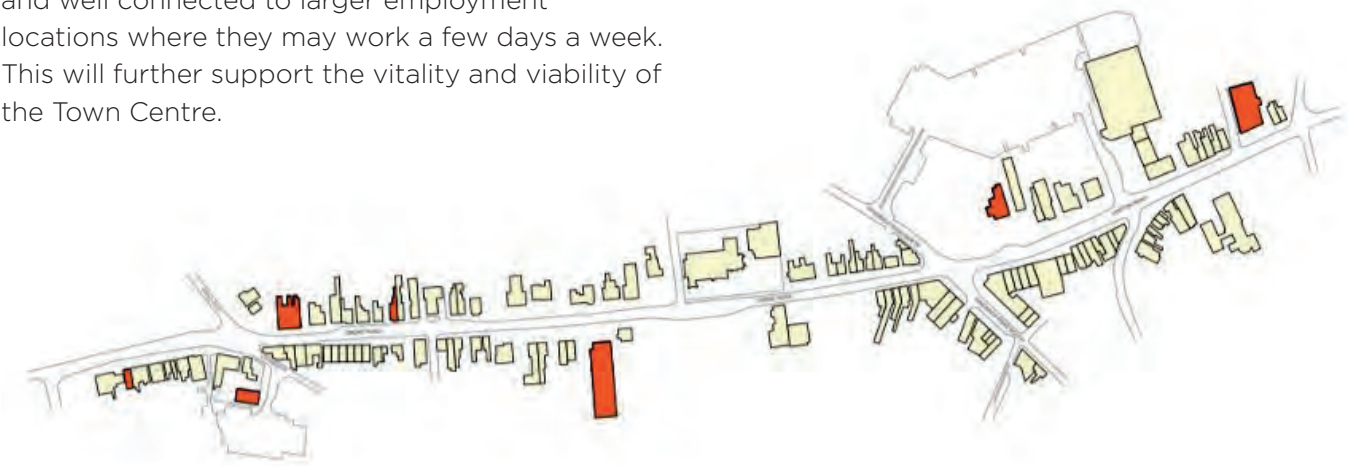 and well connected to larger employment
locations where they may work a few days a week.
This will further support the vitality and viability of
the Town Centre.